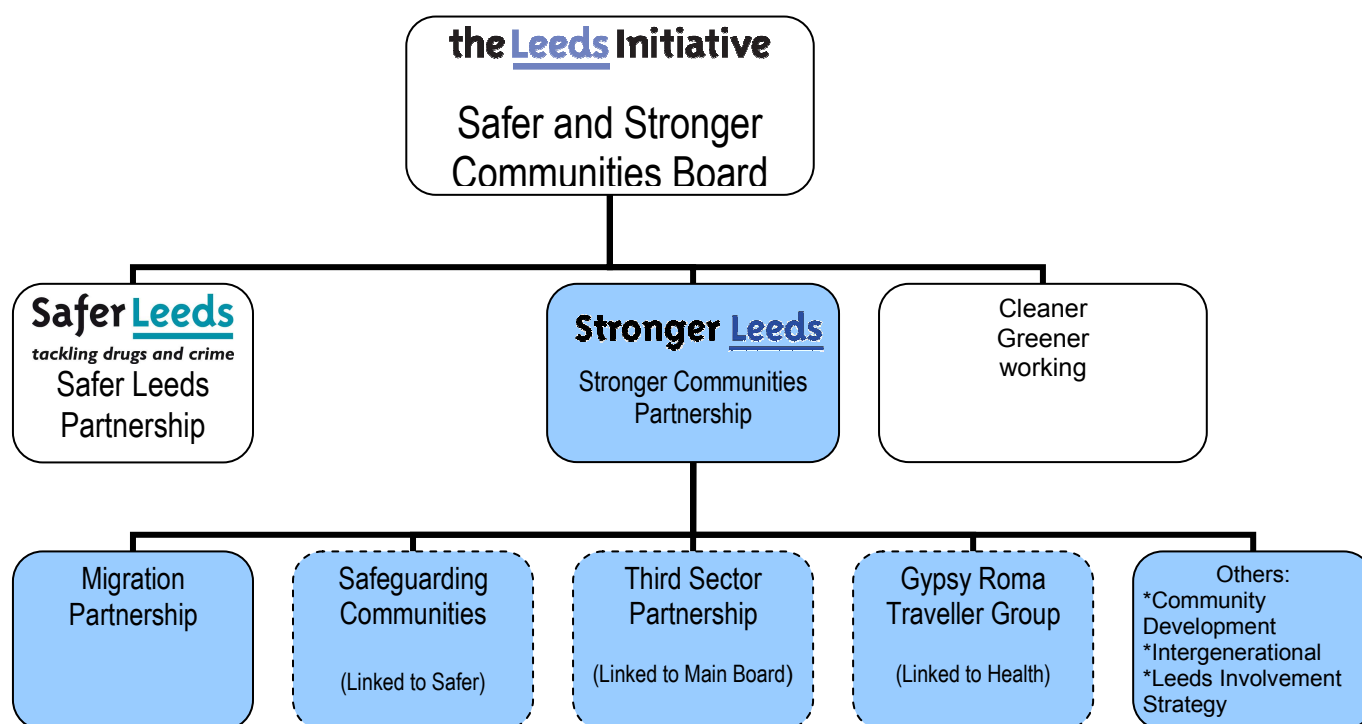 the Leeds Initiative
Safer and Stronger
Communities Board
Safer Leeds
tackling drugs and crime
Safer Leeds
Partnership
Stronger Leeds
Stronger Communities
Partnership
Cleaner
Greener
working
Migration
Partnership
Safeguarding
Communities
(Linked to Safer)
Third Sector
Partnership
(Linked to Main Board)
Gypsy Roma
Traveller Group
(Linked to Health)
Others:
*Community
Development
*Intergenerational
*Leeds Involvement
Strategy